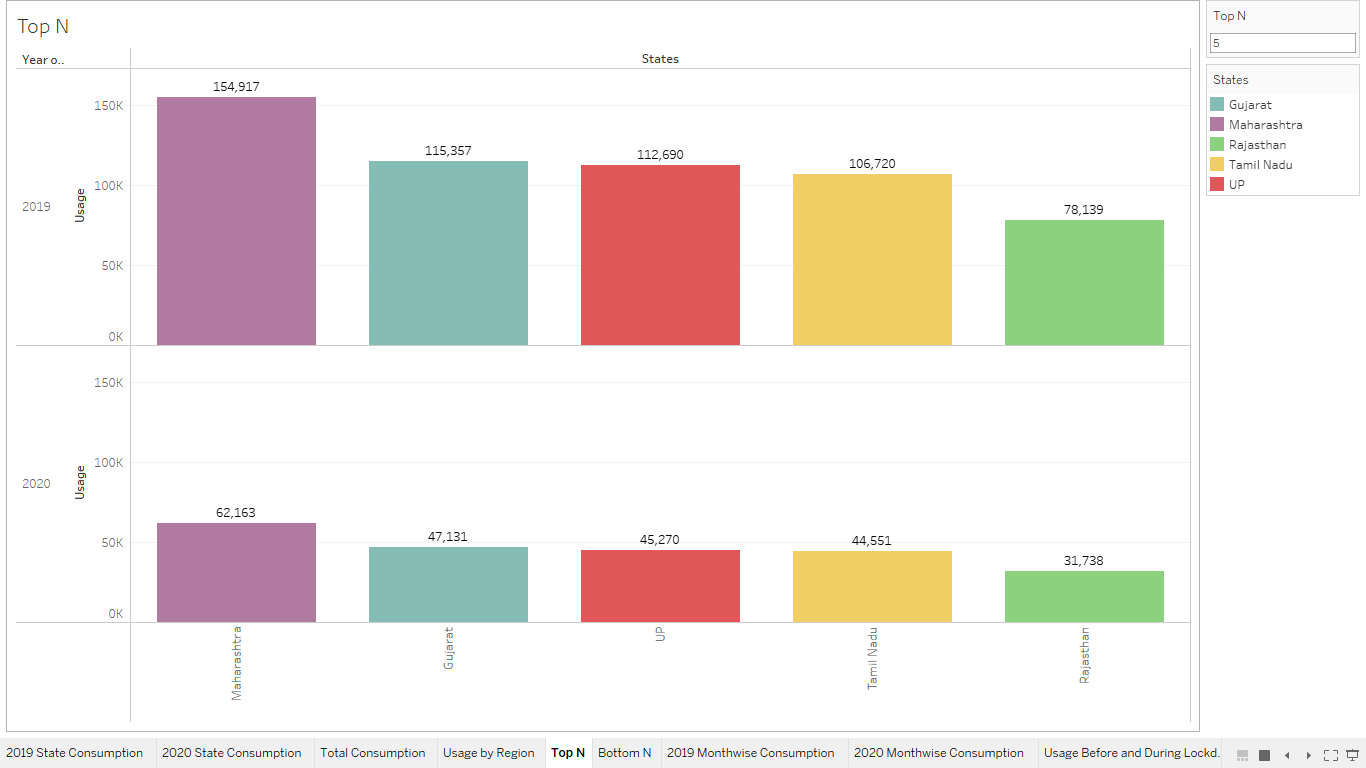 Top N
Year o..
States
2019
Usage
150K
100K
50K
0K
154,917
115,357
112,690
106,720
78,139
2020
Usage
150K
100K
50K
0K
62,163
47,131
45,270
44,551
31,738
Maharashtra
Gujarat
UP
Tamil Nadu
Rajasthan
Top N
5
States
Gujarat
Maharashtra
Rajasthan
Tamil Nadu
UP
2019 State Consumption
2020 State Consumption
Total Consumption
Usage by Region
Top N
Bottom N
2019 Monthwise Consumption
2020 Monthwise Consumption
Usage Before and During Lockd..